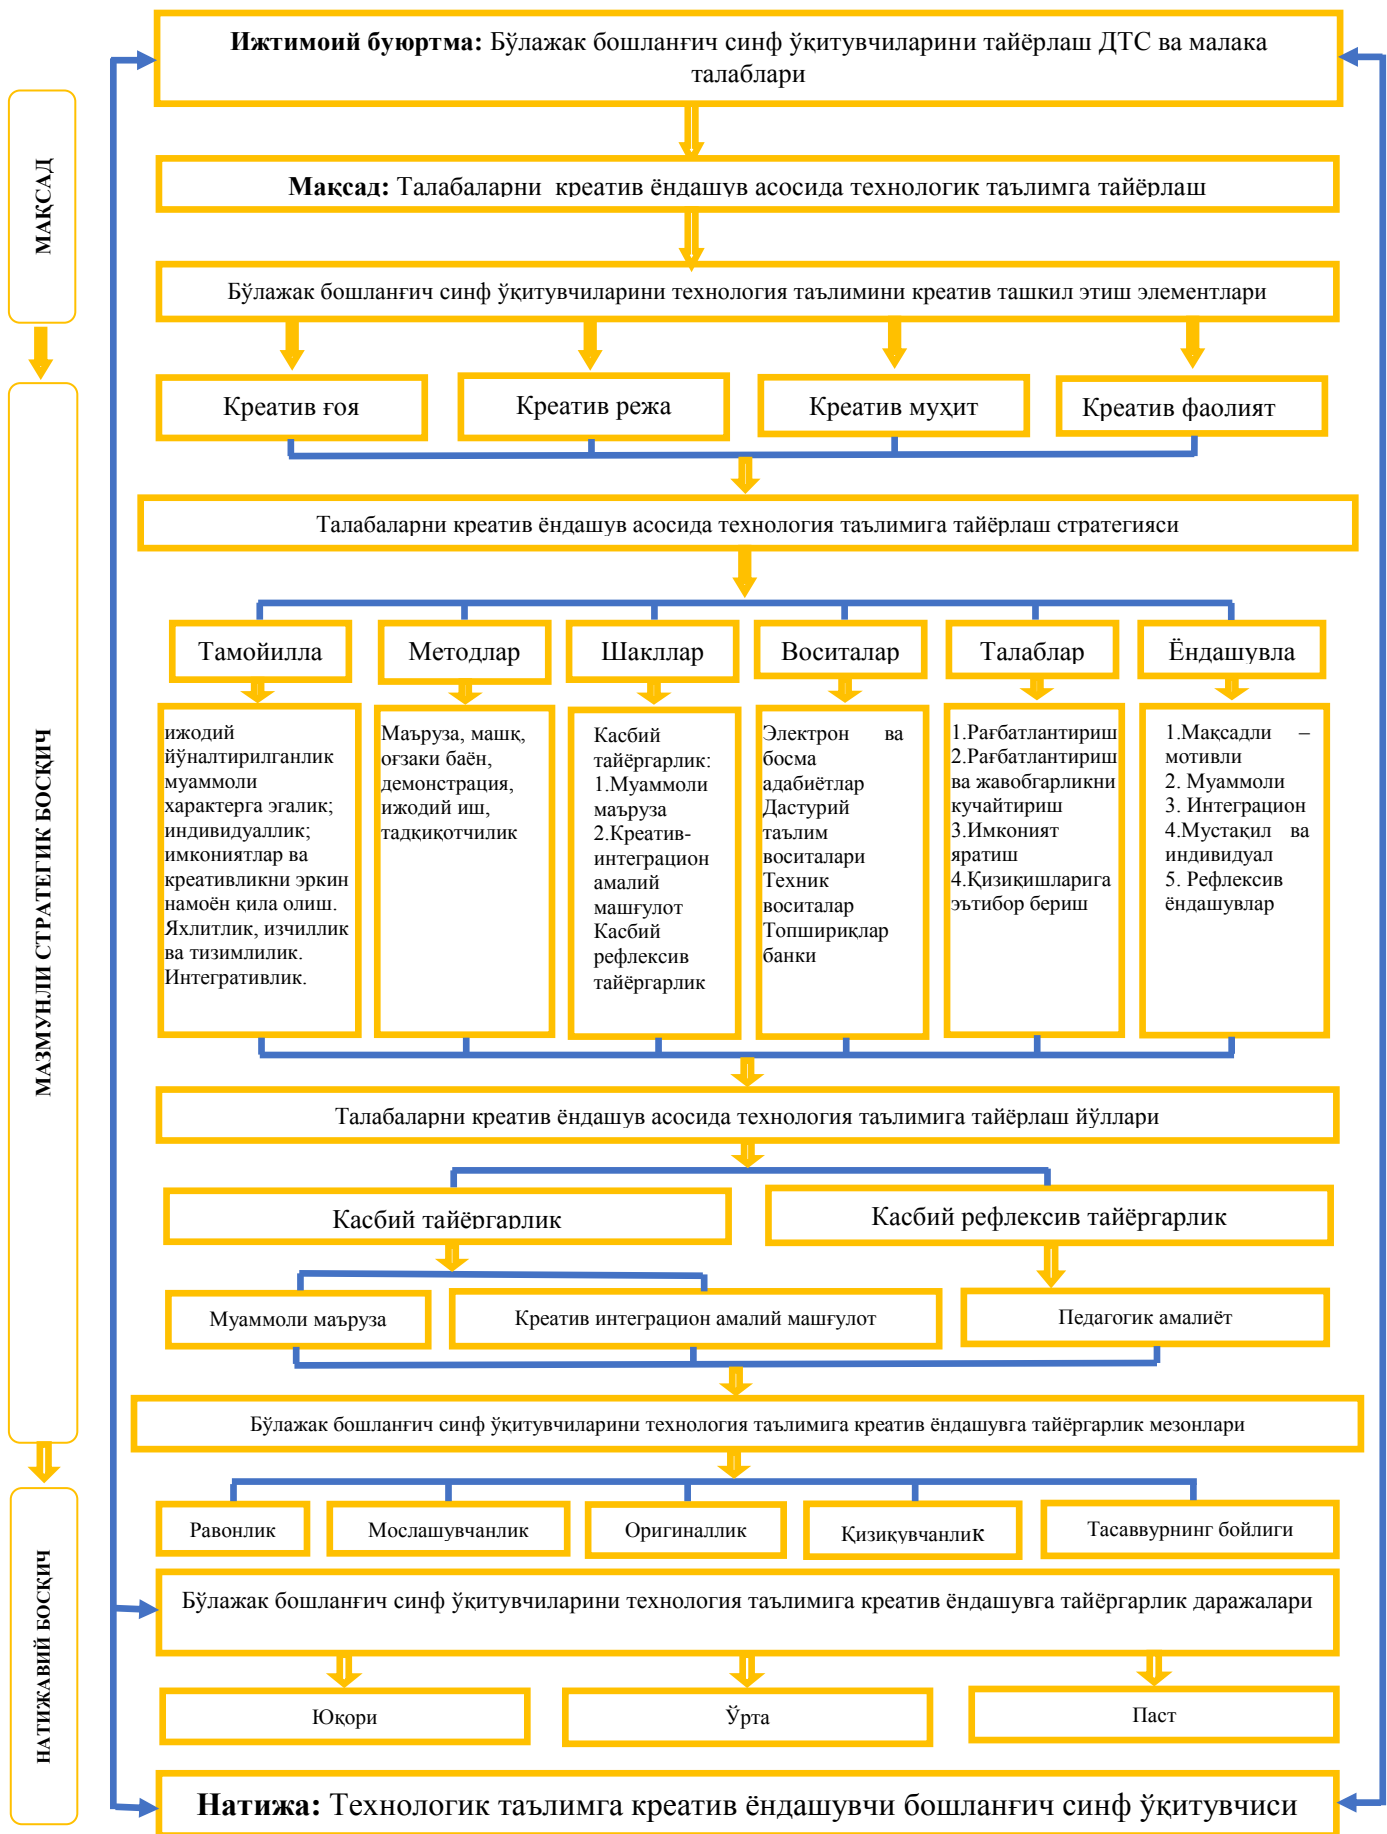 Ижтимоий буюртма: Бўлажак бошланғич синф ўқитувчиларини тайёрлаш ДТС ва малака
талаблари
МАҚСАД
Мақсад: Талабаларни креатив ёндашув асосида технологик таълимга тайёрлаш
Бўлажак бошланғич синф ўқитувчиларини технология таълимини креатив ташкил этиш элементлари
Креатив ғоя
Креатив режа
Креатив муҳит
Креатив фаолият
МАЗМУНЛИ СТРАТЕГИК БОСҚИЧ
Талабаларни креатив ёндашув асосида технология таълимига тайёрлаш стратегияси
Тамойилла
Методлар
Шакллар
Воситалар
Талаблар
Ёндашувла
ижодий
йўналтирилганлик
муаммоли
характерга эгалик;
индивидуаллик;
имкониятлар ва
креативликни эркин
намоён қила олиш.
Яхлитлик, изчиллик
ва тизимлилик.
Интегративлик.
Маъруза, машқ,
оғзаки баён,
демонстрация,
ижодий иш,
тадқиқотчилик
Касбий
тайёргарлик:
1.Муаммоли
маъруза
2.Креатив-
интеграцион
амалий
машғулот
Касбий
рефлексив
тайёргарлик
Электрон ва
босма
адабиётлар
Дастурий
таълим
воситалари
Техник
воситалар
Топшириқлар
банки
1.Рағбатлантириш
2.Рағбатлантириш
ва жавобгарликни
кучайтириш
3.Имконият
яратиш
4.Қизиқишларига
эътибор бериш
1.Мақсадли –
мотивли
2. Муаммоли
3. Интеграцион
4.Мустақил ва
индивидуал
5. Рефлексив
ёндашувлар
Талабаларни креатив ёндашув асосида технология таълимига тайёрлаш йўллари
Касбий тайёргарлик
Касбий рефлексив тайёргарлик
Муаммоли маъруза
Креатив интеграцион амалий машғулот
Педагогик амалиёт
Бўлажак бошланғич синф ўқитувчиларини технология таълимига креатив ёндашувга тайёргарлик мезонлари
НАТИЖАВИЙ БОСҚИЧ
Равонлик
Мослашувчанлик
Оригиналлик
Қизиқувчанлик
Тасаввурнинг бойлиги
Бўлажак бошланғич синф ўқитувчиларини технология таълимига креатив ёндашувга тайёргарлик даражалари
Юқори
Ўрта
Паст
Натижа: Технологик таълимга креатив ёндашувчи бошланғич синф ўқитувчиси